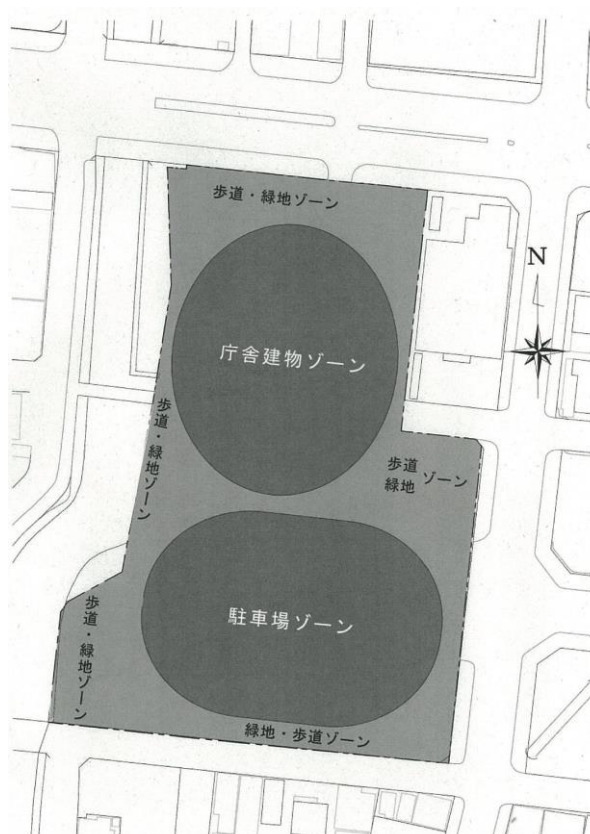 歩道・緑地ゾーン
N
庁舎建物ゾーン
歩道・緑地ゾーン
歩道
緑地
ゾーン
駐車場ゾーン
歩道・緑地ゾーン
緑地・歩道ゾーン